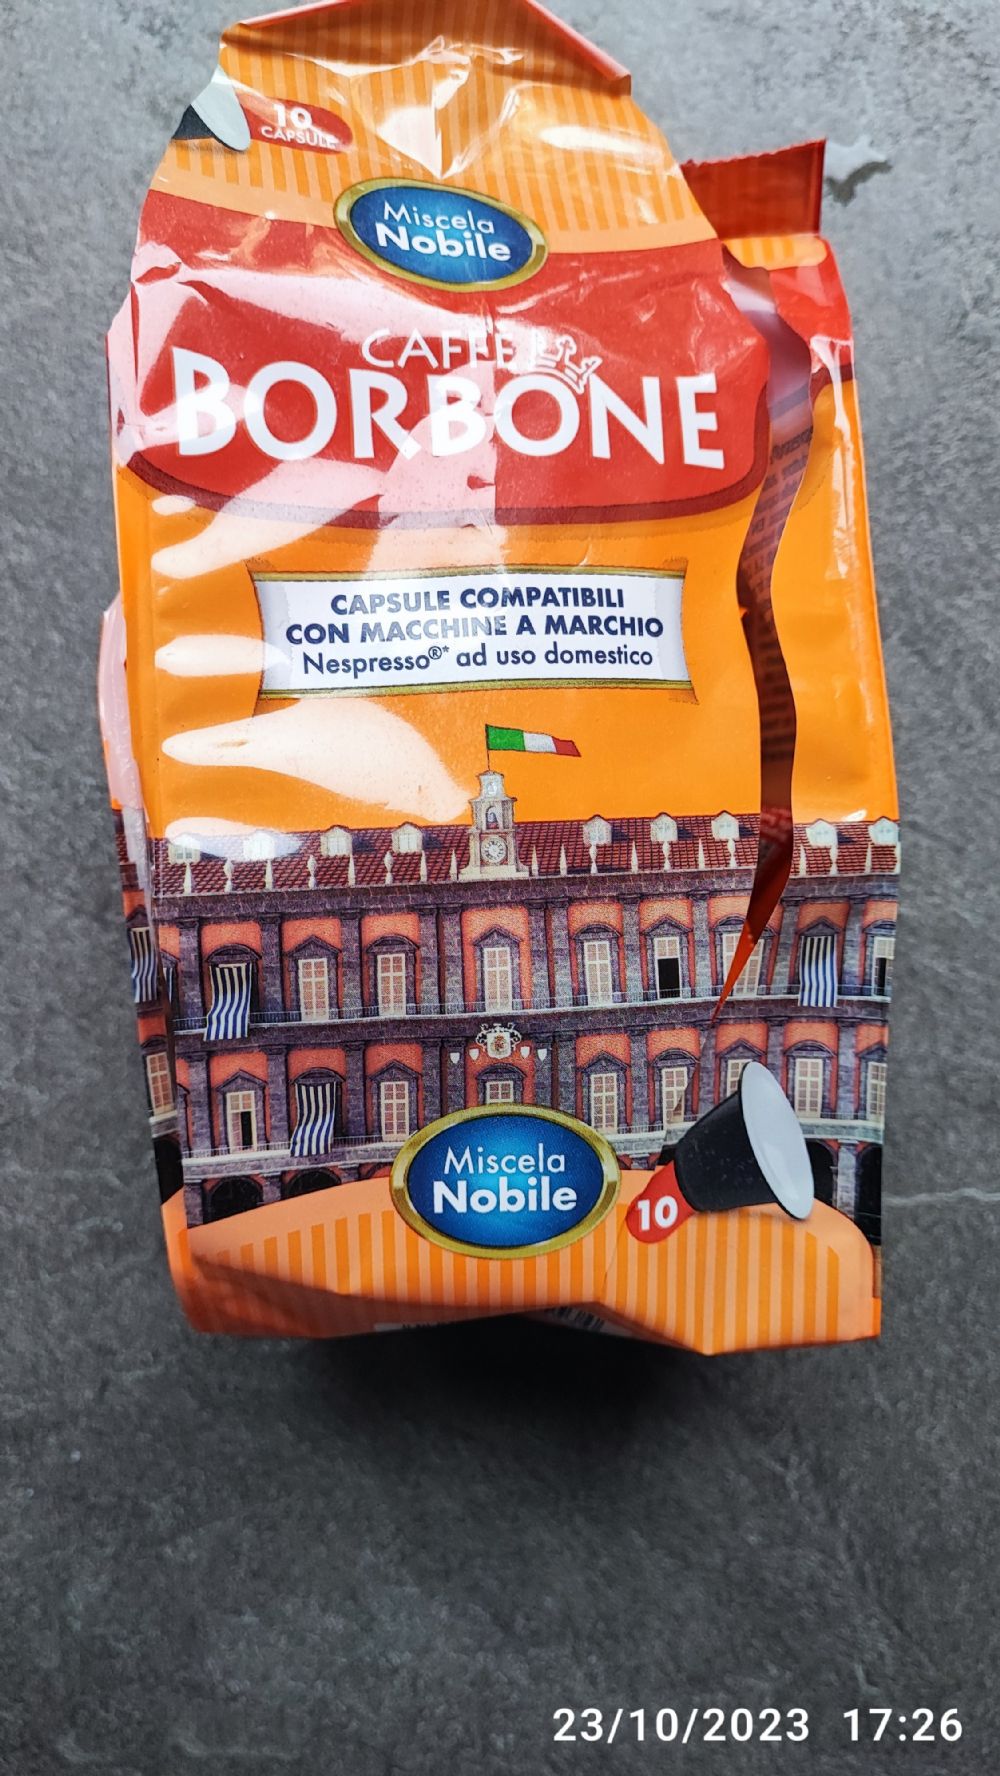 10
CAPSULE
Miscela
Nobile
CAFFÈ
BORBONE
CAPSULE COMPATIBILI
CON MACCHINE A MARCHIO
Nespresso®* ad uso domestico
Miscela
Nobile
10
23/10/2023 17:26